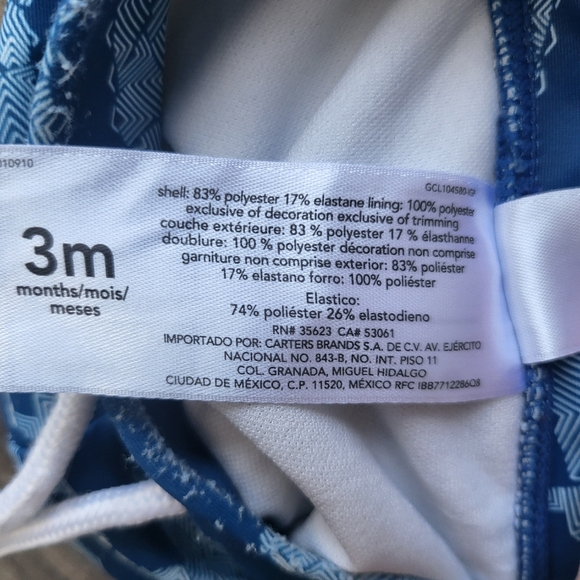 GCL104580
3m
months/mois/
meses
shell: 83% polyester 17% elastane lining: 100% polyester
exclusive of decoration exclusive of trimming
couche extérieure: 83 % polyester 17 % élasthanne
doublure: 100 % polyester décoration non comprise
garniture non comprise exterior: 83% poliéster
17% elastano forro: 100% poliéster
Elastico:
74% poliéster 26% elastodieno
RN# 35623 CA# 53061
IMPORTADO POR: CARTERS BRANDS S.A. DE C.V. AV. EJÉRCITO
NACIONAL NO. 843-B, NO. INT. PISO 11
COL. GRANADA, MIGUEL HIDALGO
CIUDAD DE MÉXICO, C.P. 11520, MÉXICO RFC